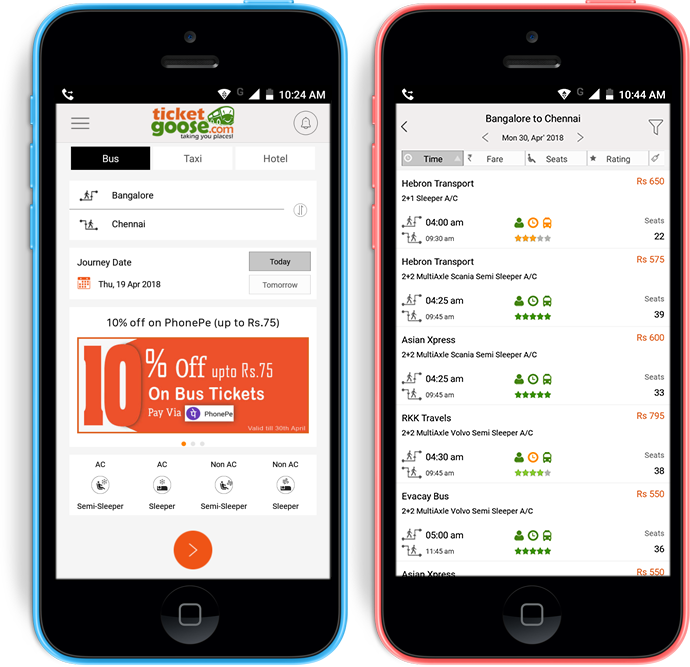 G 10:24 AM
ticket
goose.com
taking you places!
Bus Taxi Hotel
Bangalore
Chennai
Journey Date
Today
Thu, 19 Apr 2018
Tomorrow
10% off on PhonePe (up to Rs.75)
10% off upto Rs.75
On Bus Tickets
Pay Via PhonePe
Valid till 30th April
AC AC Non AC Non AC
Semi-Sleeper Sleeper Semi-Sleeper Sleeper
G 10:44 AM
Bangalore to Chennai
Mon 30, Apr' 2018
Time ₹ Fare Seats Rating
Hebron Transport Rs 650
2+1 Sleeper A/C
04:00 am Seats
09:30 am 22
Hebron Transport Rs 575
2+2 MultiAxle Scania Semi Sleeper A/C
04:25 am Seats
09:45 am 39
Asian Xpress Rs 600
2+2 MultiAxle Scania Semi Sleeper A/C
04:25 am Seats
09:45 am 33
RKK Travels Rs 795
2+2 MultiAxle Volvo Semi Sleeper A/C
04:30 am Seats
09:45 am 38
Evacay Bus Rs 550
2+2 MultiAxle Volvo Semi Sleeper A/C
05:00 am Seats
11:45 am 36
Asian Xpress Rs 550